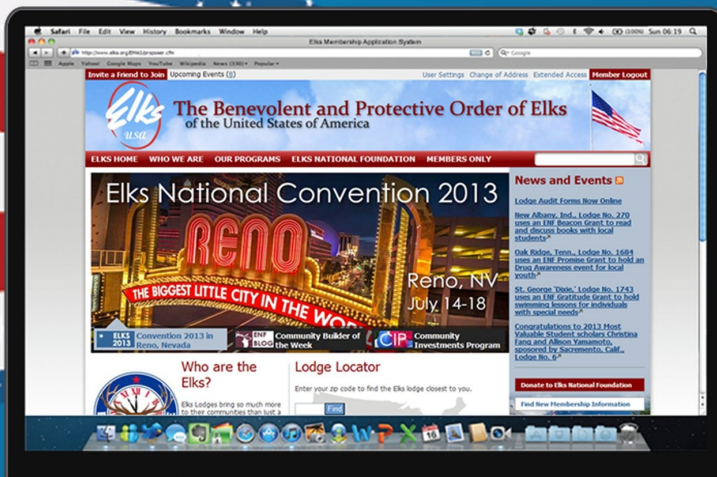 Safari File Edit View History Bookmarks Window Help
(100%) Sun 06:19
Elks Membership Application System
Google
Apple Yahoo! Google Maps YouTube Wikipedia News (330) Popular
Invite a Friend to Join Upcoming Events (0) User Settings Change of Address Extended Access Member Logout
Elks
USA
The Benevolent and Protective Order of Elks
of the United States of America
ELKS HOME WHO WE ARE OUR PROGRAMS ELKS NATIONAL FOUNDATION MEMBERS ONLY
Elks National Convention 2013
RENO
THE BIGGEST LITTLE CITY IN THE WOR
Reno, NV
July 14-18
ELKS 2013
Convention 2013 in
Reno, Nevada
ENF BLOG
Community Builder of
the Week
CIP
Community
Investments Program
Who are the
Elks?
Elks Lodges bring so much more
to their communities than just a
Lodge Locator
Enter your zip code to find the Elks lodge closest to you.
Find
News and Events
Lodge Audit Forms Now Online
New Albany, Ind., Lodge No. 270
uses an ENF Beacon Grant to read
and discuss books with local
students
Oak Ridge, Tenn., Lodge No. 1684
uses an ENF Promise Grant to hold an
Drug Awareness event for local
youth
St. George 'Dixie,' Lodge No. 1743
uses an ENF Gratitude Grant to hold
swimming lessons for individuals
with special needs
Congratulations to 2013 Most
Valuable Student scholars Christina
Fang and Allison Yamamoto,
sposored by Sacremento, Calif.,
Lodge No. 6
Donate to Elks National Foundation
Find New Membership Information